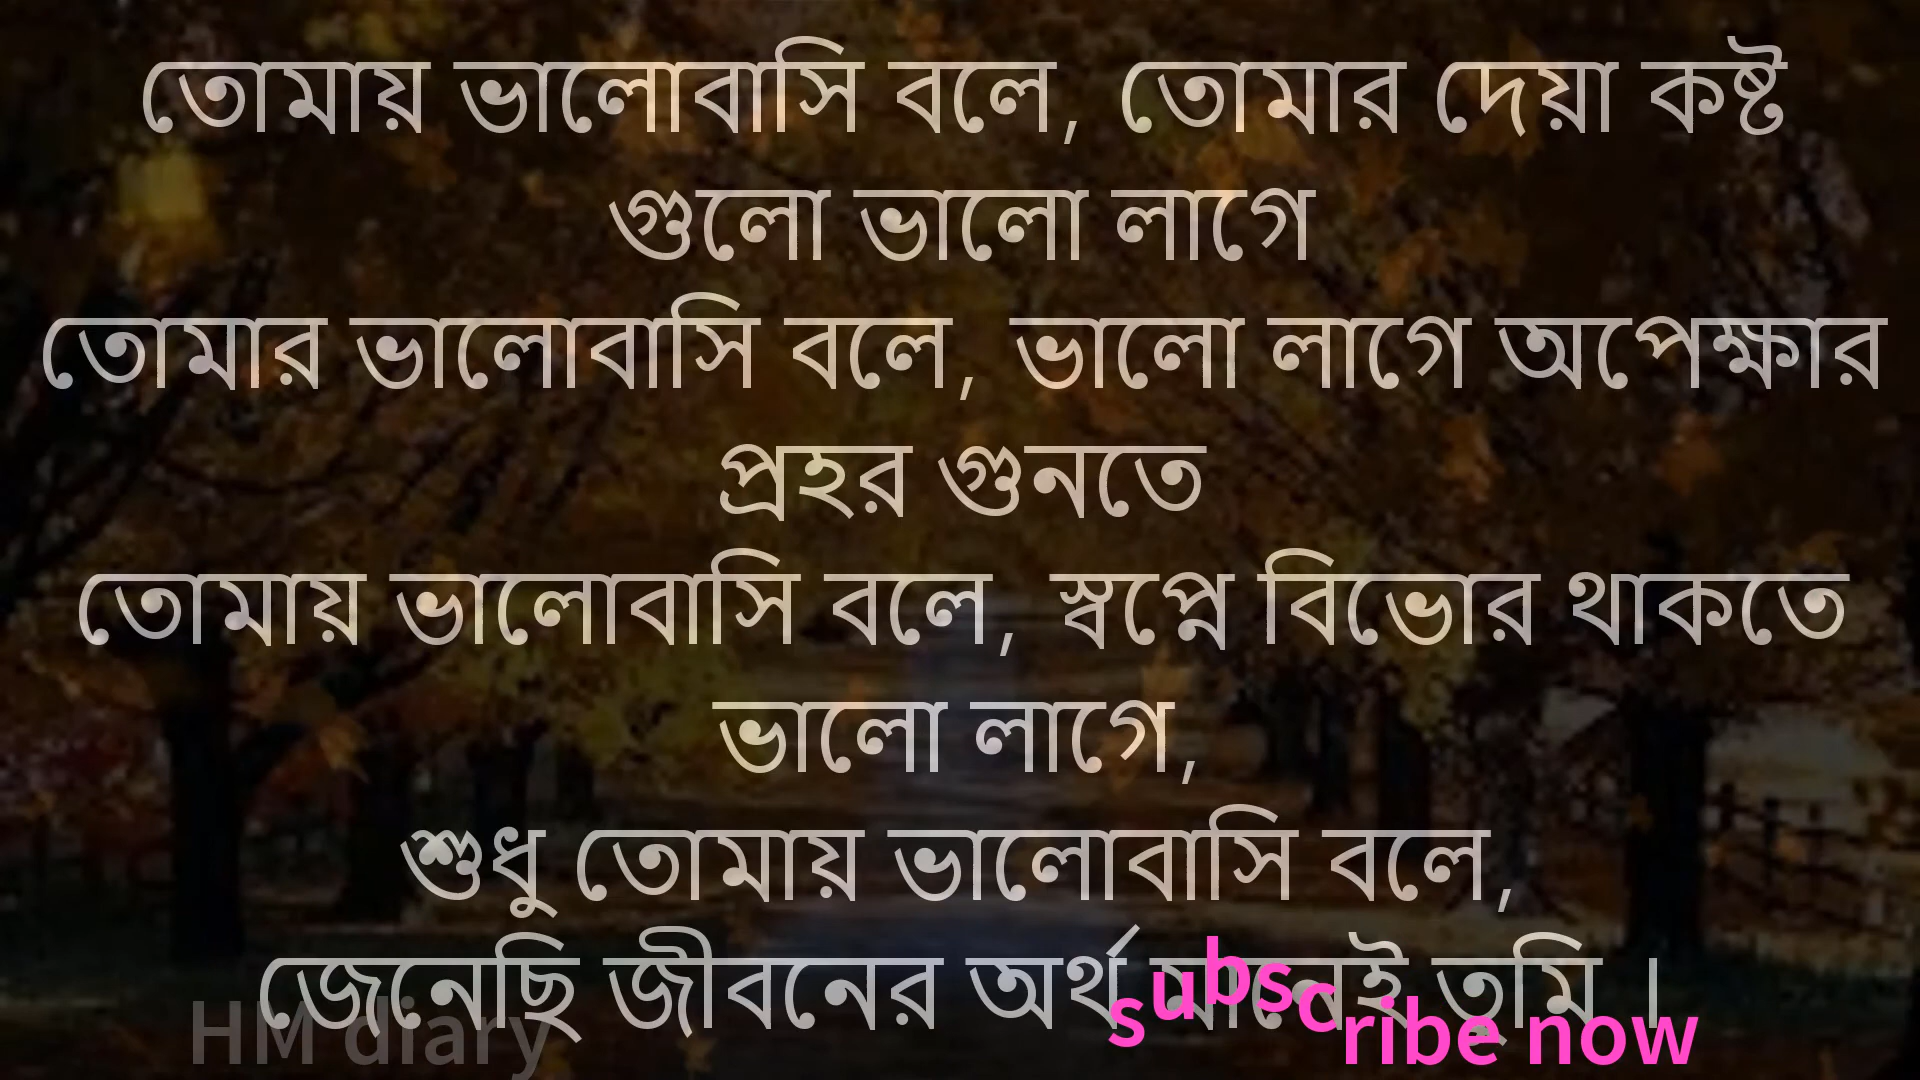 তোমায় ভালোবাসি বলে, তোমার দেয়া কষ্ট
গুলো ভালো লাগে
তোমার ভালোবাসি বলে, ভালো লাগে অপেক্ষার
প্রহর গুনতে
তোমায় ভালোবাসি বলে, স্বপ্নে বিভোর থাকতে
ভালো লাগে,
শুধু তোমায় ভালোবাসি বলে,
জেনেছি জীবনের অর্থ মানেই তুমি ।
HM diary
subscribe now